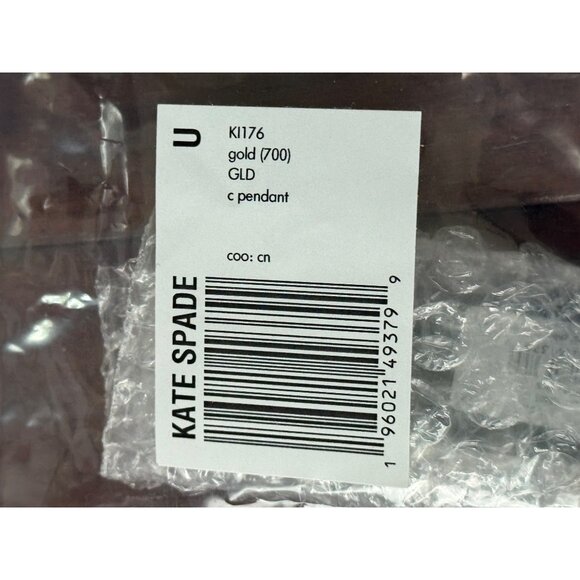 U
KI176
gold (700)
GLD
c pendant
coo: cn
KATE SPADE
1 96021 49379 9